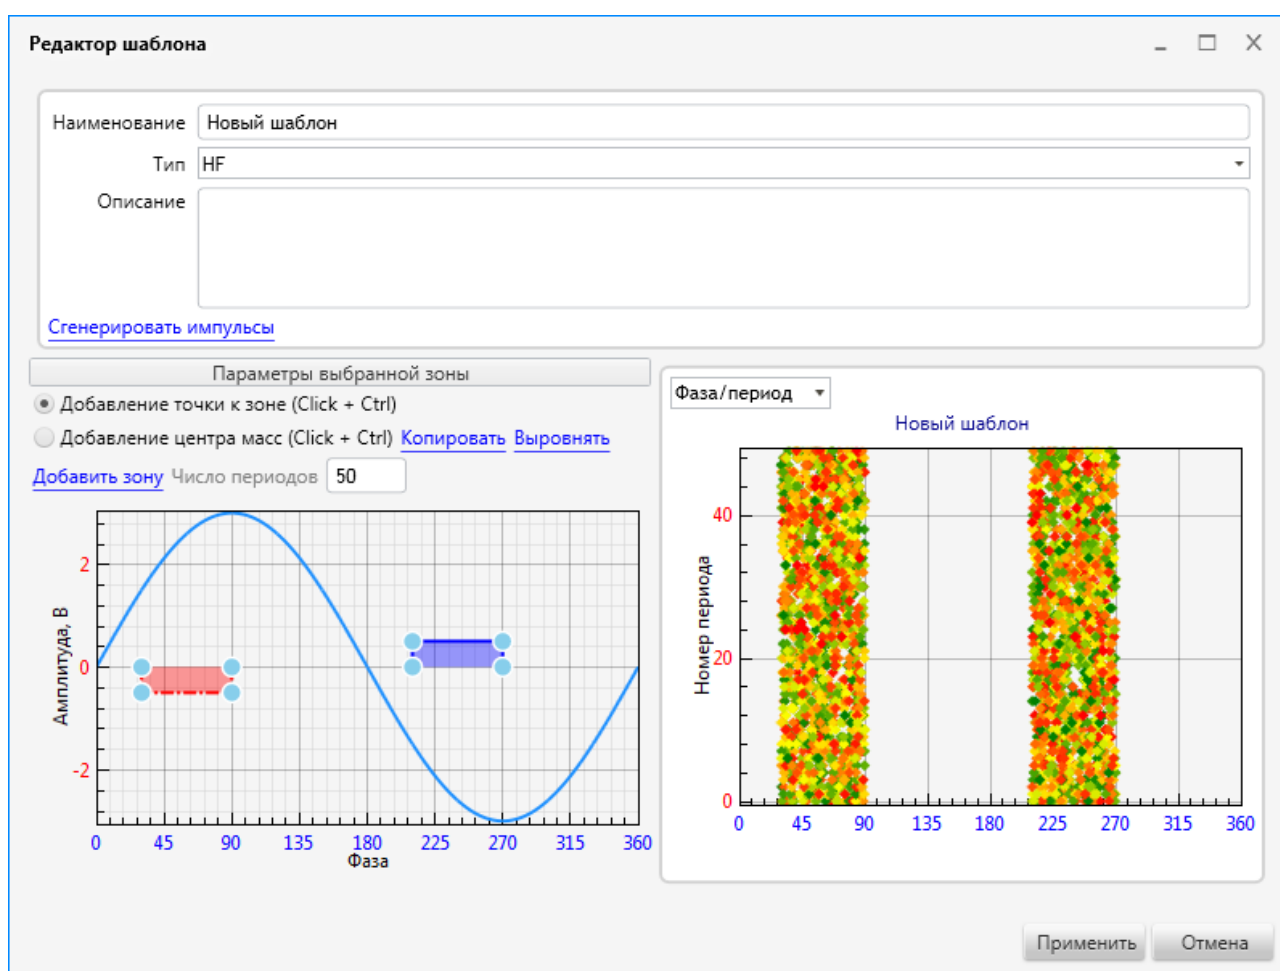 Редактор шаблона
Наименование Новый шаблон
Тип HF
Описание
Сгенерировать импульсы
Параметры выбранной зоны
Добавление точки к зоне (Click + Ctrl)
Добавление центра масс (Click + Ctrl) Копировать Выровнять
Добавить зону Число периодов 50
Амплитуда, В
2
0
-2
0 45 90 135 180 225 270 315 360
Фаза
Фаза/период
Новый шаблон
Номер периода
40
20
0
0 45 90 135 180 225 270 315 360
Применить Отмена